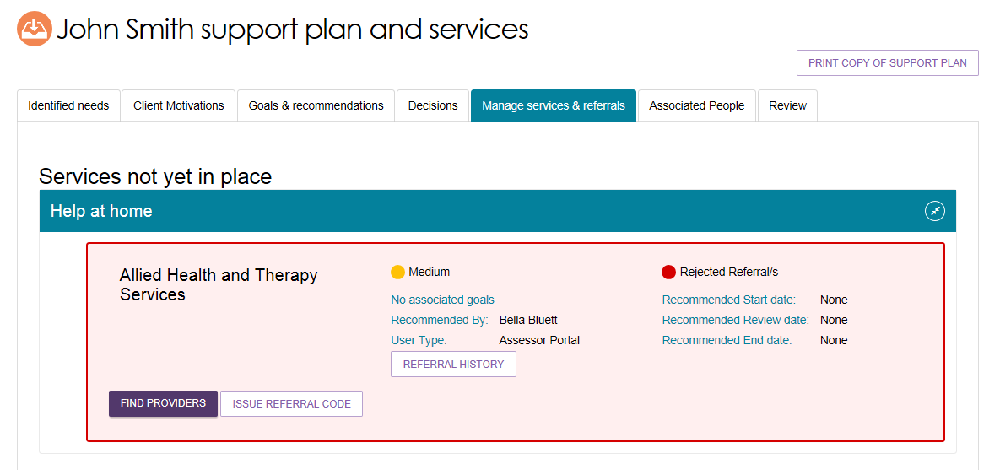 John Smith support plan and services
PRINT COPY OF SUPPORT PLAN
Identified needs
Client Motivations
Goals & recommendations
Decisions
Manage services & referrals
Associated People
Review
Services not yet in place
Help at home
Allied Health and Therapy
Services
Medium
No associated goals
Recommended By: Bella Bluett
User Type: Assessor Portal
REFERRAL HISTORY
Rejected Referral/s
Recommended Start date: None
Recommended Review date: None
Recommended End date: None
FIND PROVIDERS
ISSUE REFERRAL CODE